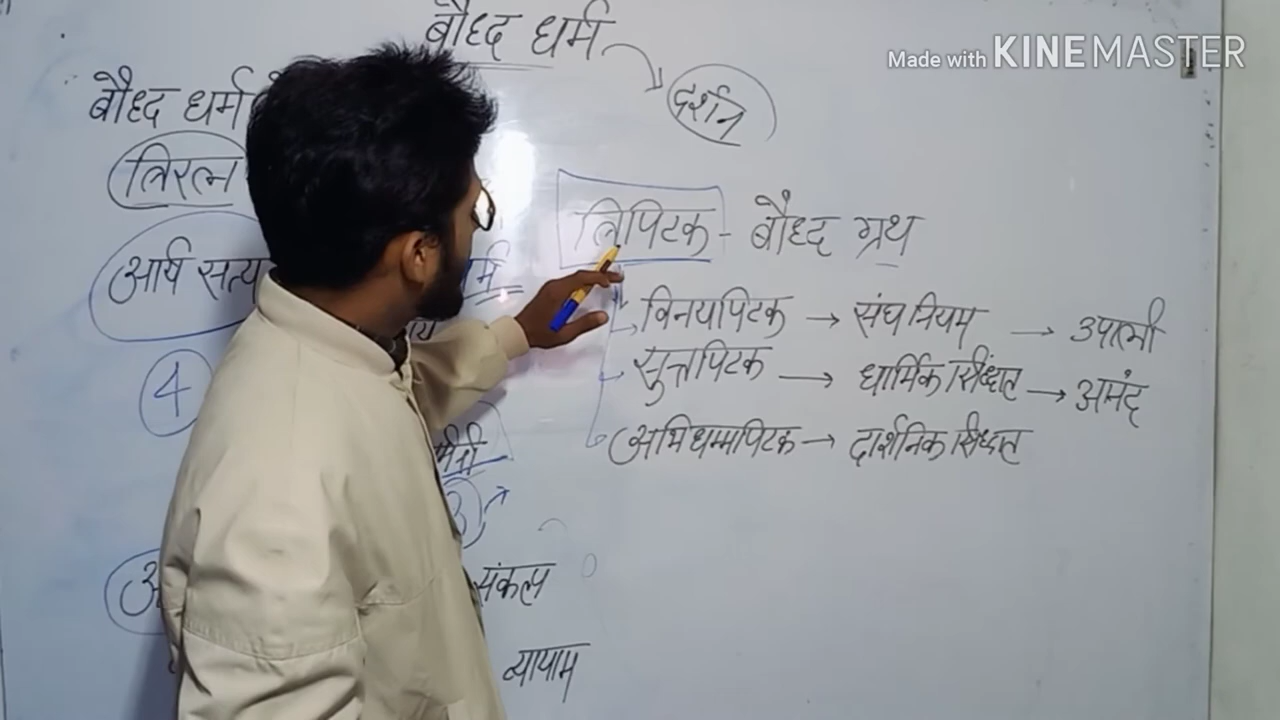 बौद्ध धर्म
दर्शन
Made with KINEMASTER
बौद्ध धर्म
त्रिरत्न
आर्य सत्य
4
संकल्प
व्यायाम
त्रिपिटक - बौद्ध ग्रथ
विनयपिटक → संघ नियम → उपाली
सुत्तपिटक → धार्मिक सिंध्दात → आनंद
अभिधम्मपिटक → दार्शनिक सिध्दात